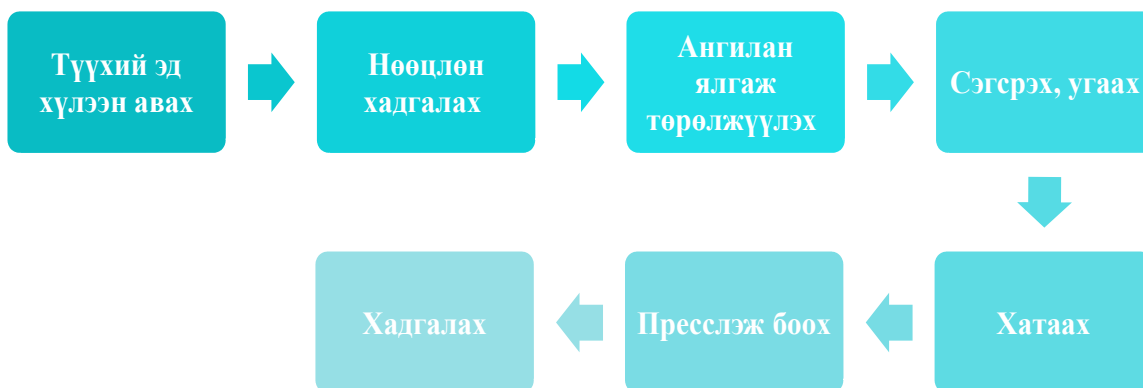 Түүхий эд
хүлээн авах
Нөөцлөн
хадгалах
Ангилан
ялгаж
төрөлжүүлэх
Сэгсрэх, угаах
Хатаах
Пресслэж боох
Хадгалах